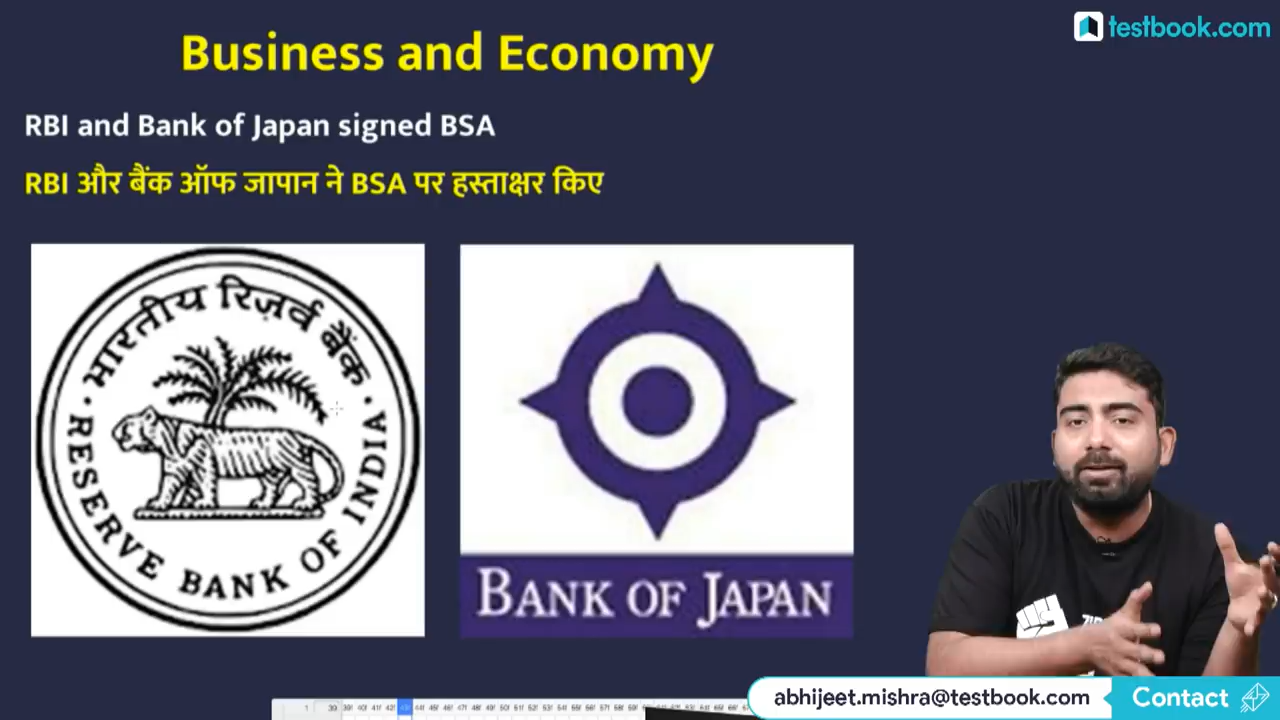 testbook.com
Business and Economy
RBI and Bank of Japan signed BSA
RBI और बैंक ऑफ जापान ने BSA पर हस्ताक्षर किए
भारतीय रिज़र्व बैंक
RESERVE BANK OF INDIA
BANK OF JAPAN
abhijeet.mishra@testbook.com
Contact